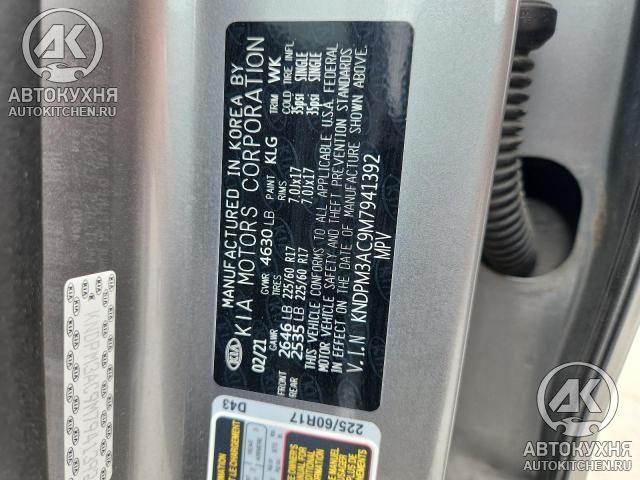 KIA MANUFACTURED IN KOREA BY
KIA MOTORS CORPORATION
02/21 GVWR 4630 LB PAINT KLG TRIM WK
GAWR TIRES RIMS COLD TIRE INFL.
FRONT 2646 LB 225/60 R17 7.0Jx17 35psi SINGLE
REAR 2535 LB 225/60 R17 7.0Jx17 35psi SINGLE
THIS VEHICLE CONFORMS TO ALL APPLICABLE U.S.A. FEDERAL
MOTOR VEHICLE SAFETY AND THEFT PREVENTION STANDARDS
IN EFFECT ON THE DATE OF MANUFACTURE SHOWN ABOVE.
V.I.N KNDPM3AC9M7941392
MPV
D43
225/60R17
AK
АВТОКУХНЯ
AUTOKITCHEN.RU
AK
АВТОКУХНЯ
AUTOKITCHEN.RU